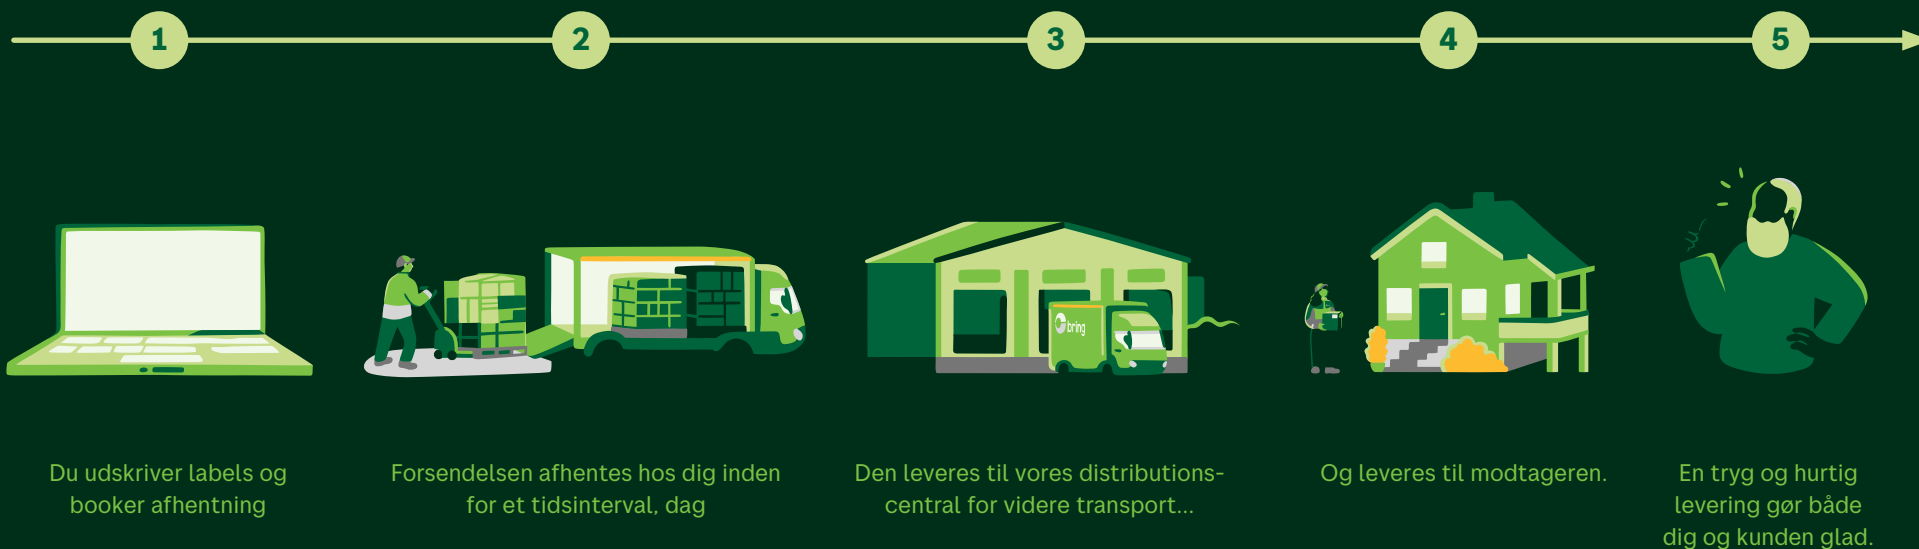 1
2
3
4
5
bring
Du udskriver labels og
booker afhentning
Forsendelsen afhentes hos dig inden
for et tidsinterval, dag
Den leveres til vores distributions-
central for videre transport...
Og leveres til modtageren.
En tryg og hurtig
levering gør både
dig og kunden glad.